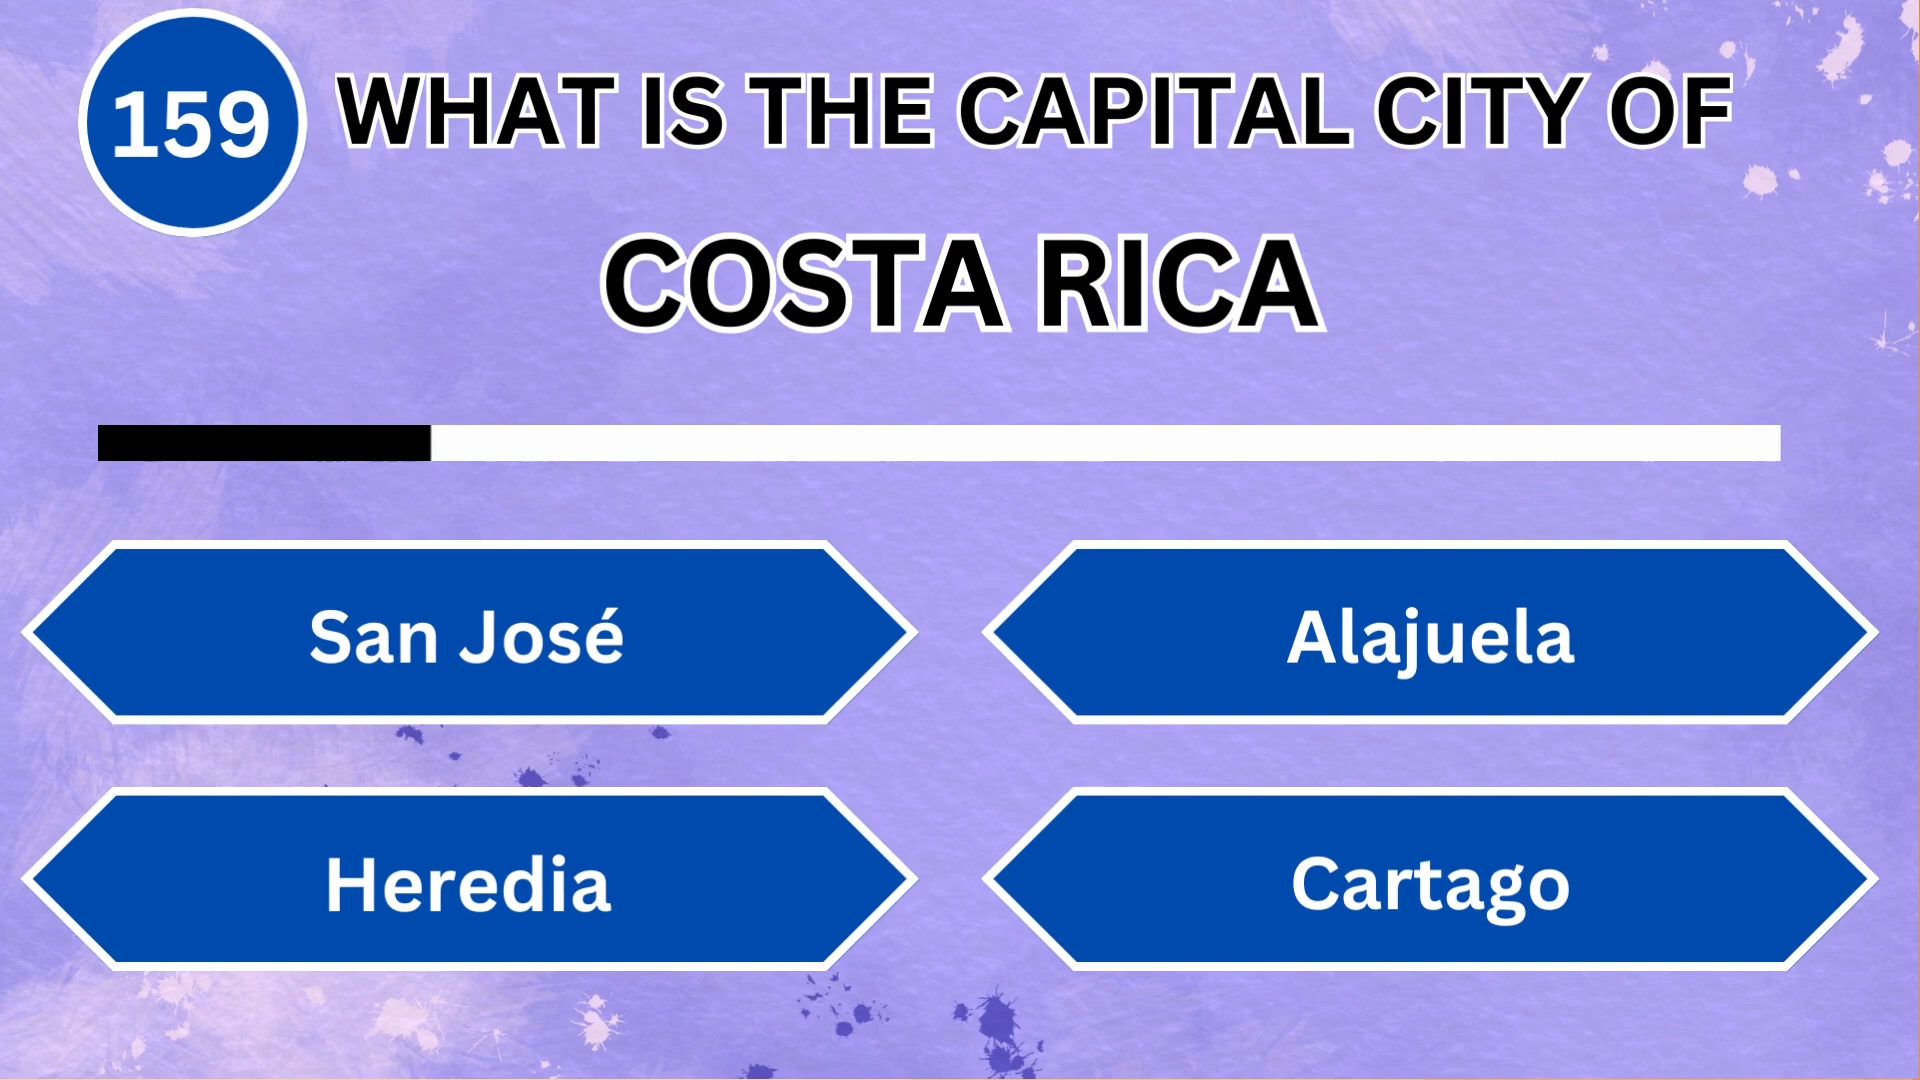 159
WHAT IS THE CAPITAL CITY OF
COSTA RICA
San José
Alajuela
Heredia
Cartago